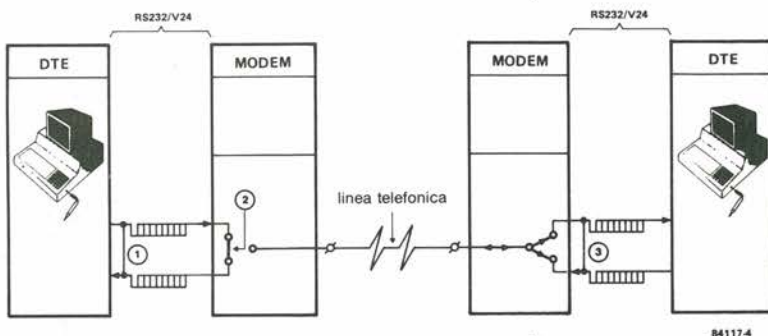 RS232/V24
RS232/V24
DTE
MODEM
MODEM
DTE
2
linea telefonica
1
3
84117-4